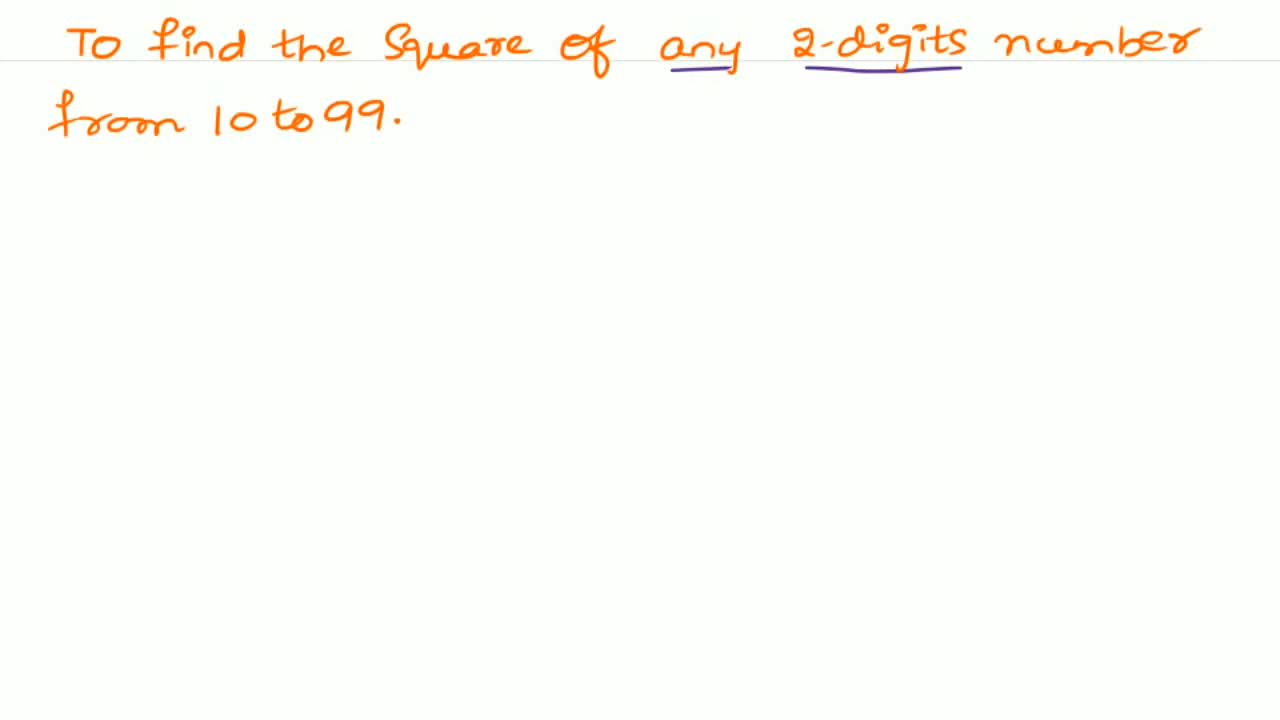 To find the Square of any 2-digits number
from 10 to 99.